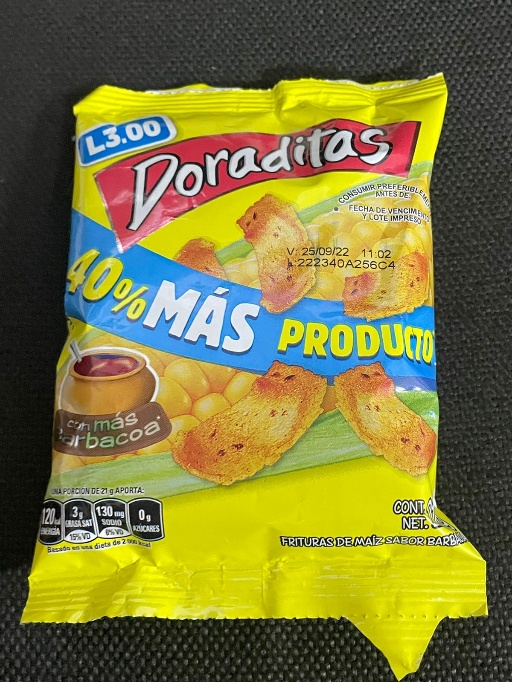 L3.00
Doraditas
CONSUMIR PREFERIBLEME
ANTES DE:
FECHA DE VENCIMIENTO
Y LOTE IMPRESO
V: 25/09/22 11:02
L:222340A256C4
40% MÁS PRODUCTO
con más
barbacoa
UNA PORCIÓN DE 21 g APORTA:
120
ENERGÍA
3g
GRASA SAT
15% VD
130 mg
SODIO
6% VD
0g
AZÚCARES
Basado en una dieta de 2 000 kcal
CONT.
NET.
FRITURAS DE MAÍZ SABOR